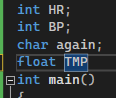 int HR;
int BP;
char again;
float TMP
int main()
{